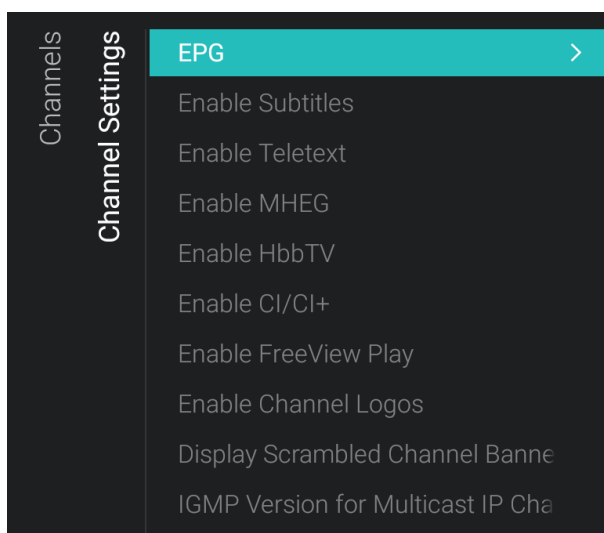 Channels
Channel Settings
EPG
Enable Subtitles
Enable Teletext
Enable MHEG
Enable HbbTV
Enable CI/CI+
Enable FreeView Play
Enable Channel Logos
Display Scrambled Channel Banne
IGMP Version for Multicast IP Cha